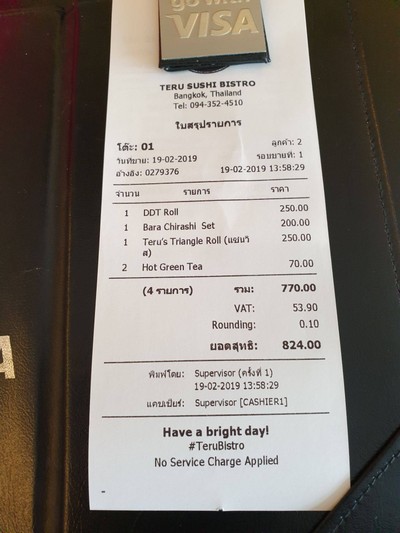 go with
VISA
TERU SUSHI BISTRO
Bangkok, Thailand
Tel: 094-352-4510
ใบสรุปรายการ
โต๊ะ: 01 ลูกค้า: 2
วันที่ขาย: 19-02-2019 รอบขายที่: 1
อ้างอิง: 0279376 19-02-2019 13:58:29
จำนวน รายการ ราคา
1 DDT Roll 250.00
1 Bara Chirashi Set 200.00
1 Teru's Triangle Roll (แซนวิ 250.00
ส)
2 Hot Green Tea 70.00
(4 รายการ) รวม: 770.00
VAT: 53.90
Rounding: 0.10
ยอดสุทธิ: 824.00
พิมพ์โดย: Supervisor (ครั้งที่ 1)
19-02-2019 13:58:29
แคชเชียร์: Supervisor [CASHIER1]
Have a bright day!
#TeruBistro
No Service Charge Applied